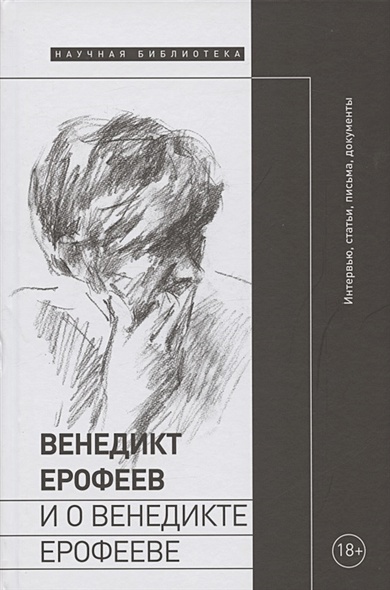 НАУЧНАЯ БИБЛИОТЕКА
Интервью, статьи, письма, документы
ВЕНЕДИКТ
ЕРОФЕЕВ
И О ВЕНЕДИКТЕ
ЕРОФЕЕВЕ
18+